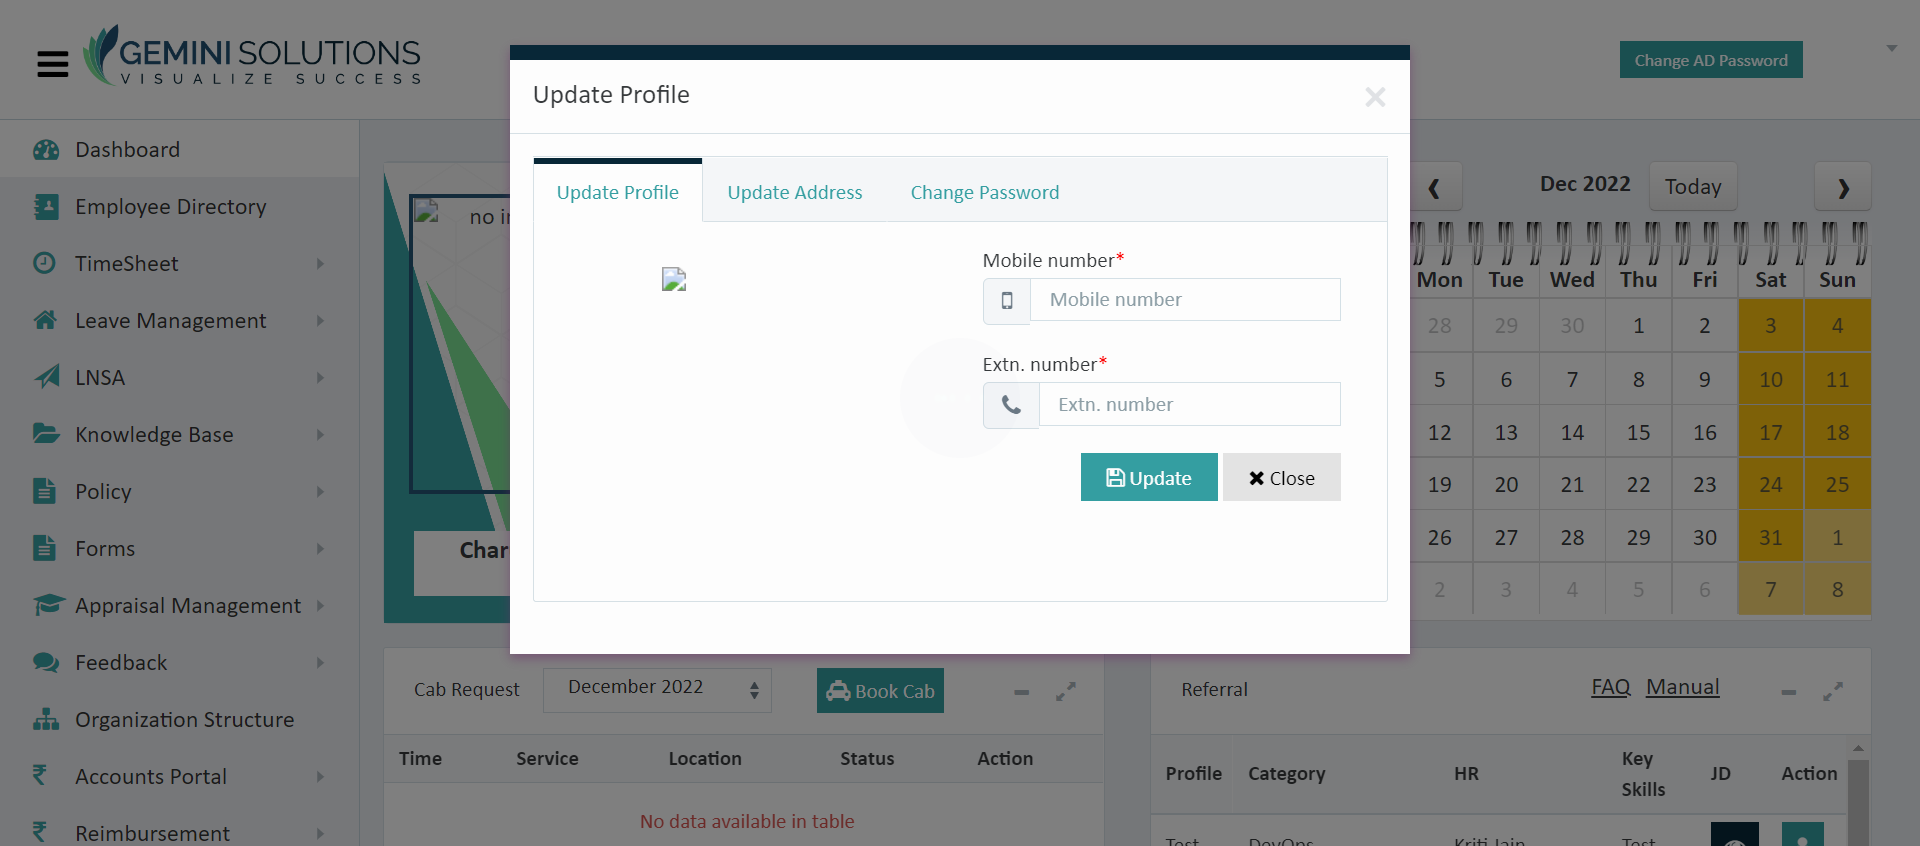 GEMINI SOLUTIONS
VISUALIZE SUCCESS
Change AD Password
Dashboard
Employee Directory
TimeSheet
Leave Management
LNSA
Knowledge Base
Policy
Forms
Appraisal Management
Feedback
Organization Structure
Accounts Portal
Reimbursement
no i
Char
Update Profile
Update Profile Update Address Change Password
Mobile number*
Mobile number
Extn. number*
Extn. number
Update Close
Dec 2022 Today
Mon Tue Wed Thu Fri Sat Sun
28 29 30 1 2 3 4
5 6 7 8 9 10 11
12 13 14 15 16 17 18
19 20 21 22 23 24 25
26 27 28 29 30 31 1
2 3 4 5 6 7 8
Cab Request December 2022 Book Cab
Time Service Location Status Action
No data available in table
Referral FAQ Manual
Profile Category HR Key Skills JD Action
Test DevOps Kriti Jain Test